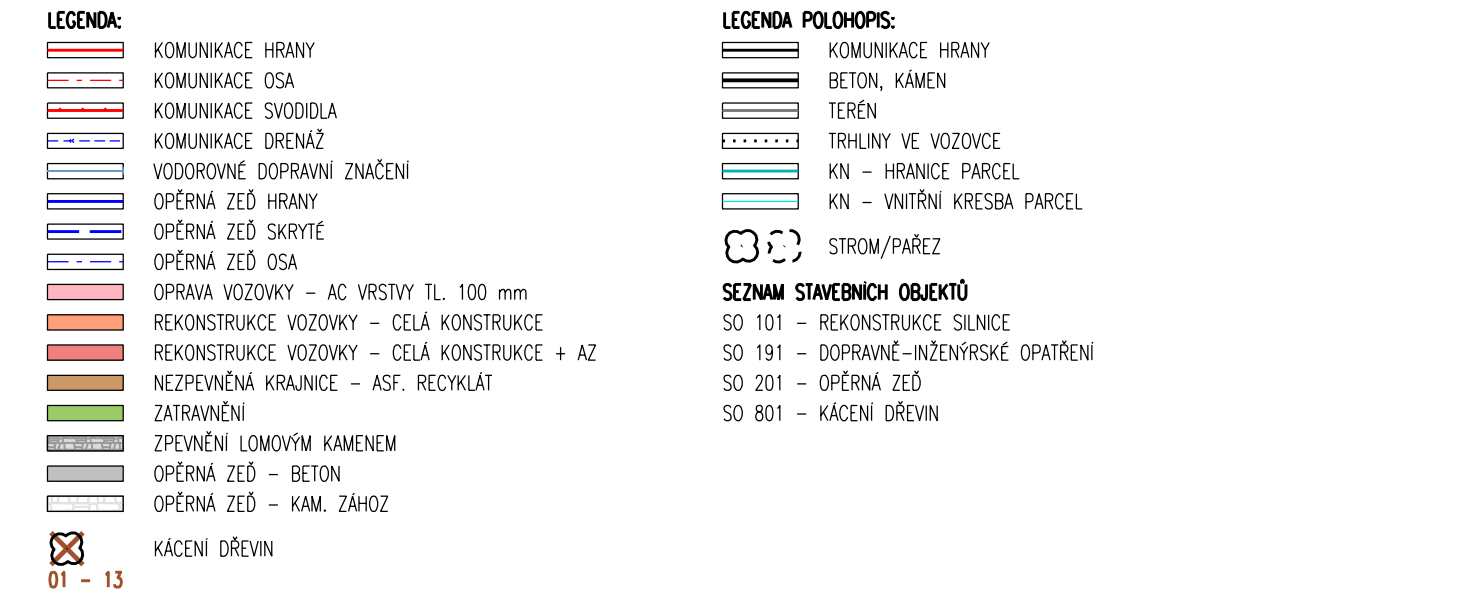 LEGENDA:
KOMUNIKACE HRANY
KOMUNIKACE OSA
KOMUNIKACE SVODIDLA
KOMUNIKACE DRENÁŽ
VODOROVNÉ DOPRAVNÍ ZNAČENÍ
OPĚRNÁ ZEĎ HRANY
OPĚRNÁ ZEĎ SKRYTÉ
OPĚRNÁ ZEĎ OSA
OPRAVA VOZOVKY – AC VRSTVY TL. 100 mm
REKONSTRUKCE VOZOVKY – CELÁ KONSTRUKCE
REKONSTRUKCE VOZOVKY – CELÁ KONSTRUKCE + AZ
NEZPEVNĚNÁ KRAJNICE – ASF. RECYKLÁT
ZATRAVNĚNÍ
ZPEVNĚNÍ LOMOVÝM KAMENEM
OPĚRNÁ ZEĎ – BETON
OPĚRNÁ ZEĎ – KAM. ZÁHOZ
KÁCENÍ DŘEVIN
01 – 13
LEGENDA POLOHOPIS:
KOMUNIKACE HRANY
BETON, KÁMEN
TERÉN
TRHLINY VE VOZOVCE
KN – HRANICE PARCEL
KN – VNITŘNÍ KRESBA PARCEL
STROM/PAŘEZ
SEZNAM STAVEBNÍCH OBJEKTŮ
SO 101 – REKONSTRUKCE SILNICE
SO 191 – DOPRAVNĚ–INŽENÝRSKÉ OPATŘENÍ
SO 201 – OPĚRNÁ ZEĎ
SO 801 – KÁCENÍ DŘEVIN